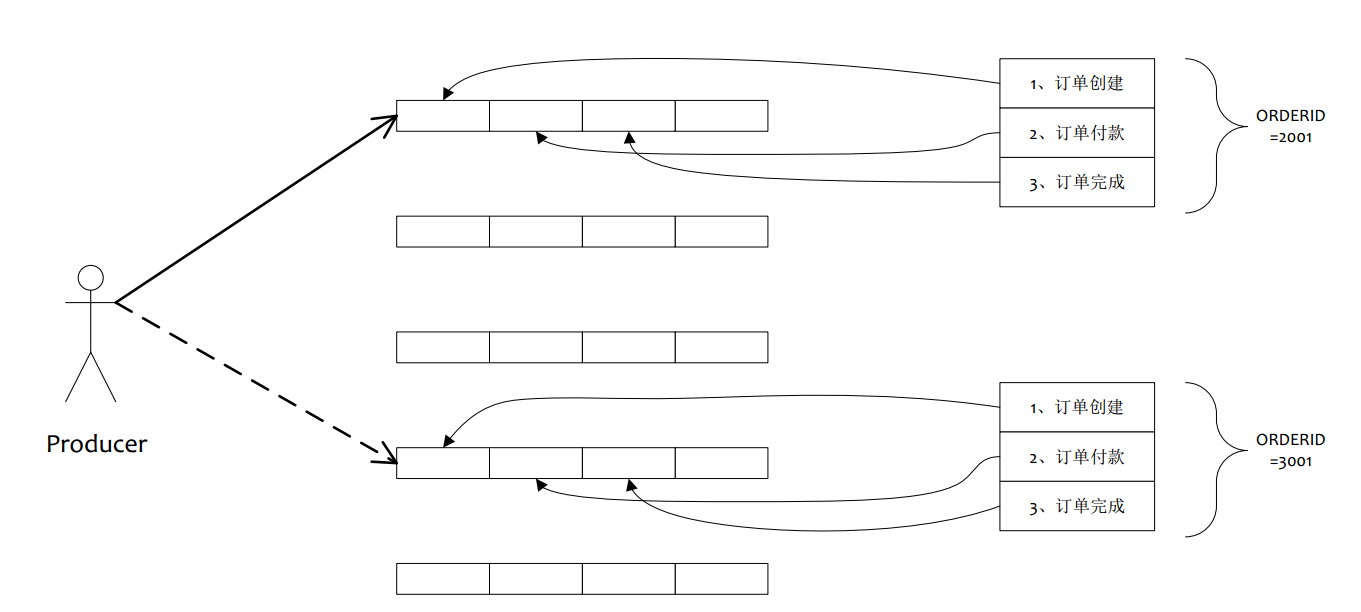 1、订单创建
2、订单付款
3、订单完成
ORDERID
=2001
Producer
1、订单创建
2、订单付款
3、订单完成
ORDERID
=3001